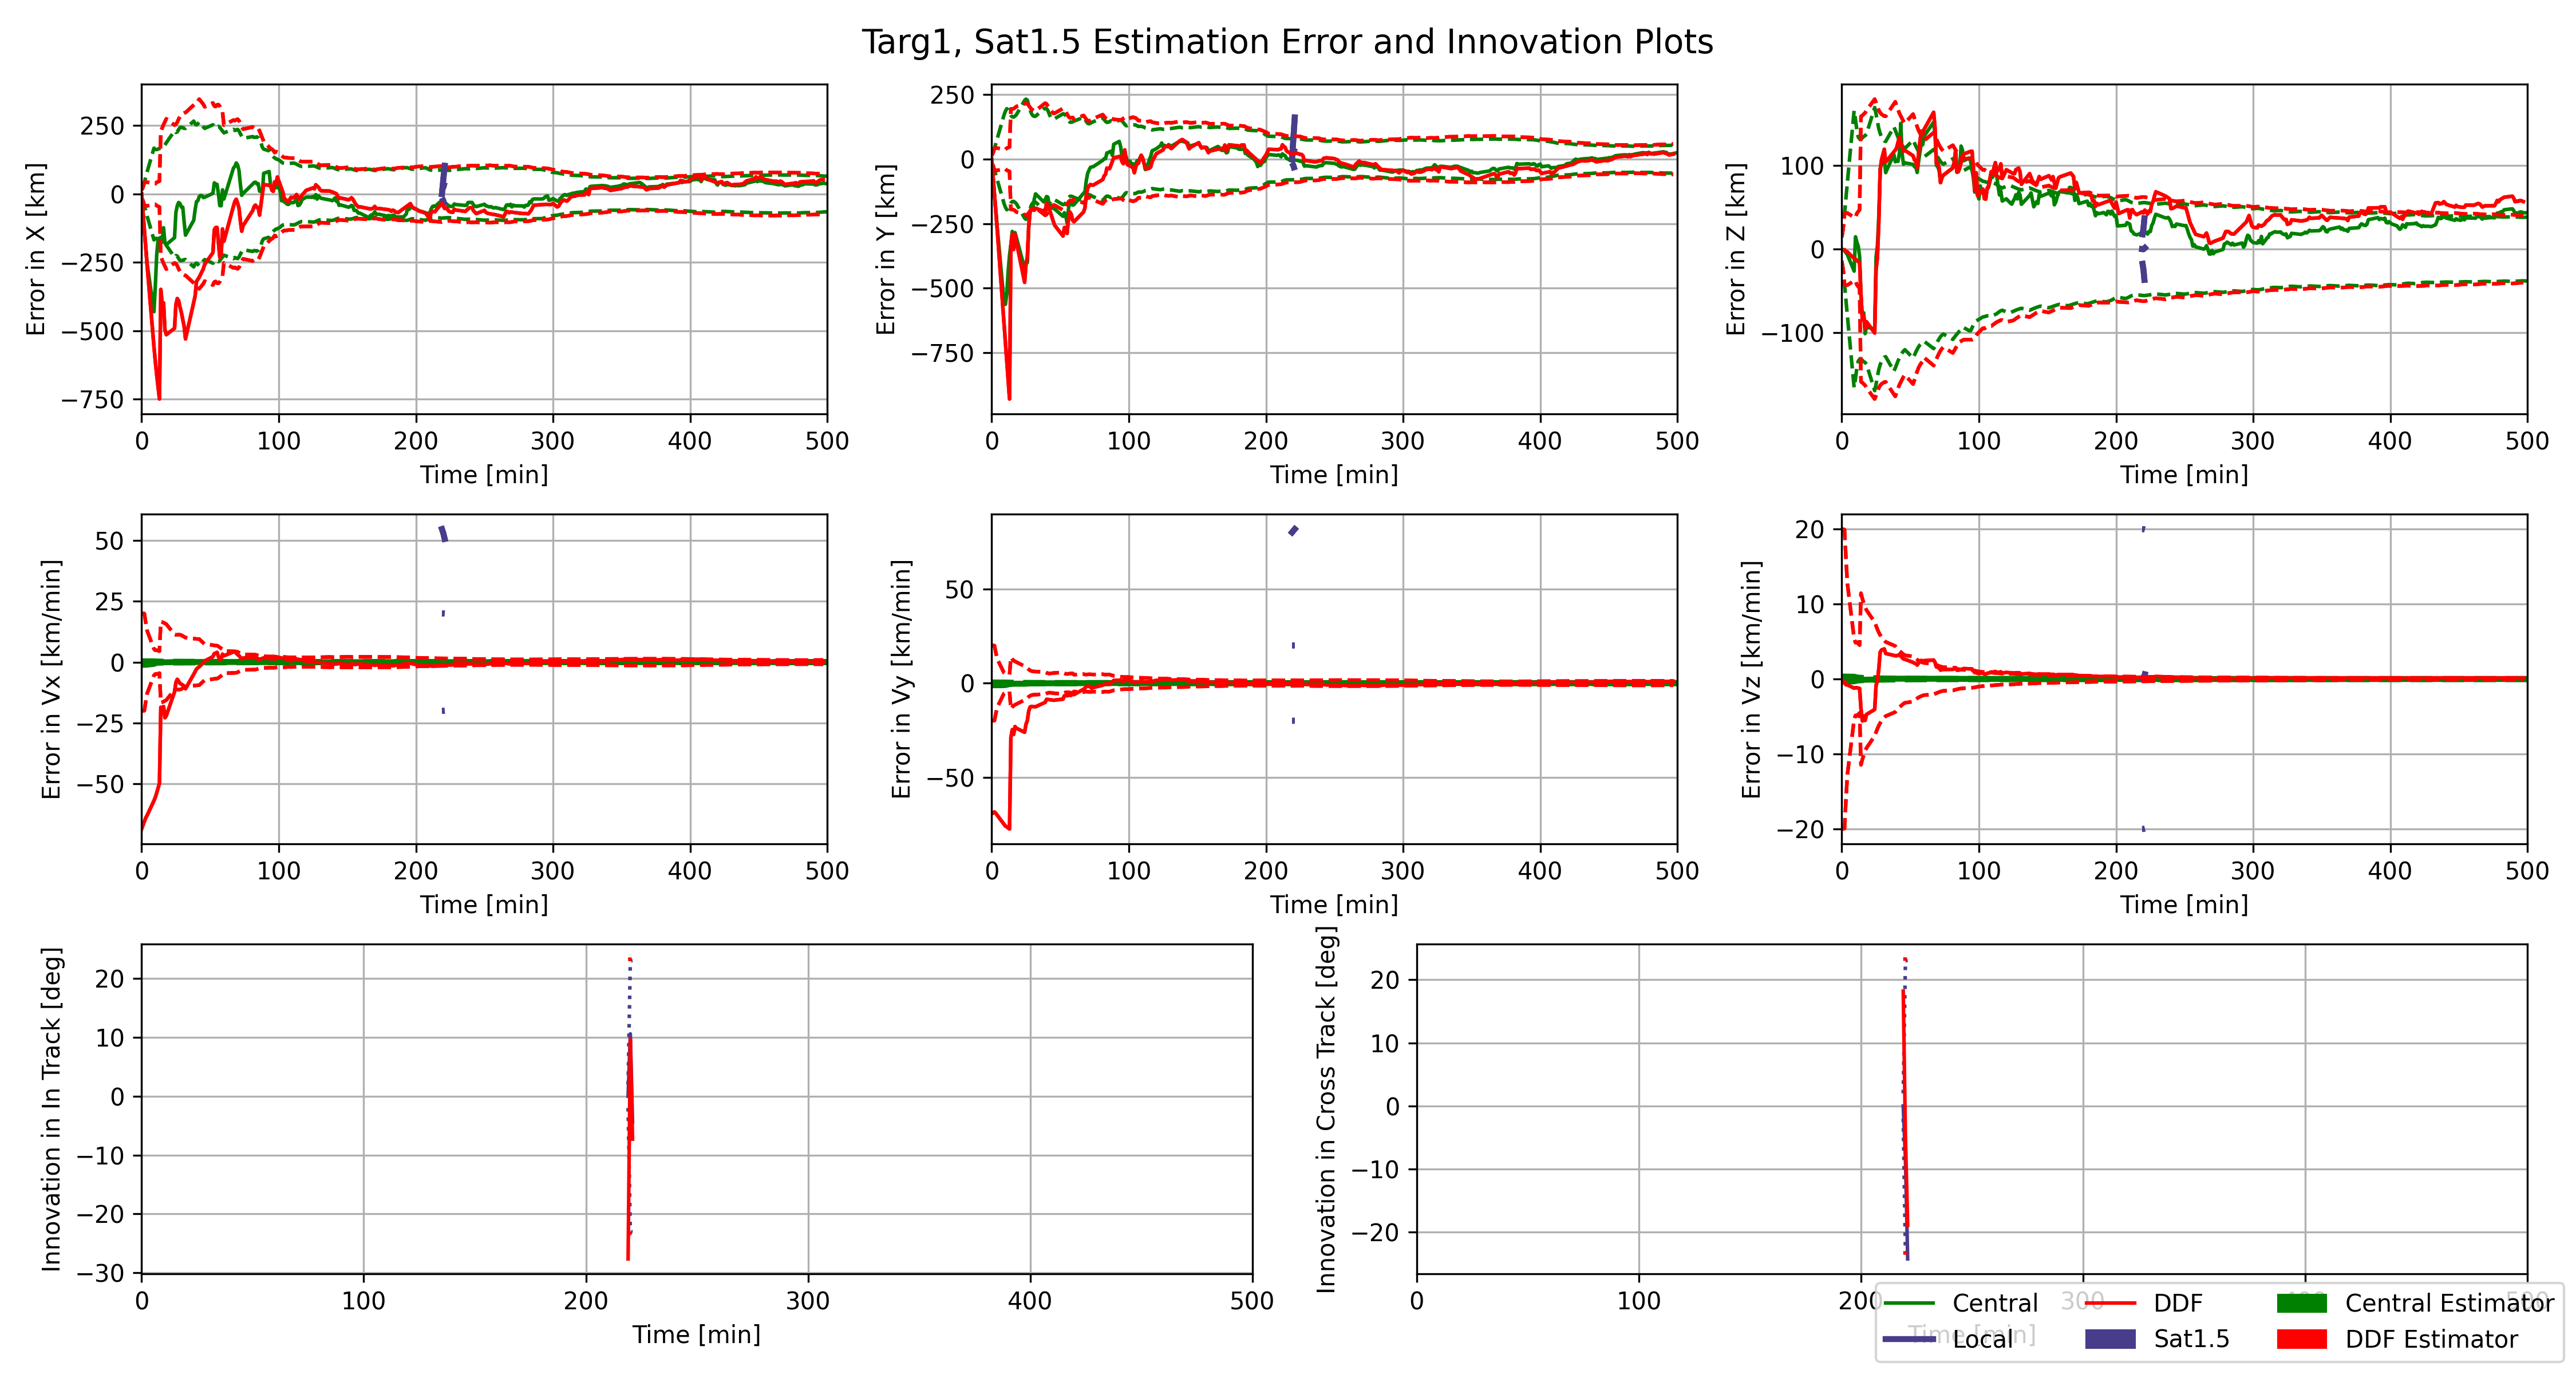 Targ1, Sat1.5 Estimation Error and Innovation Plots
Error in X [km]
250
0
−250
−500
−750
0 100 200 300 400 500
Time [min]
Error in Y [km]
250
0
−250
−500
−750
0 100 200 300 400 500
Time [min]
Error in Z [km]
100
0
−100
0 100 200 300 400 500
Time [min]
Error in Vx [km/min]
50
25
0
−25
−50
0 100 200 300 400 500
Time [min]
Error in Vy [km/min]
50
0
−50
0 100 200 300 400 500
Time [min]
Error in Vz [km/min]
20
10
0
−10
−20
0 100 200 300 400 500
Time [min]
Innovation in In Track [deg]
20
10
0
−10
−20
−30
0 100 200 300 400 500
Time [min]
Innovation in Cross Track [deg]
20
10
0
−10
−20
0 100 200 300 400 500
Time [min]
Central
Local
DDF
Sat1.5
Central Estimator
DDF Estimator